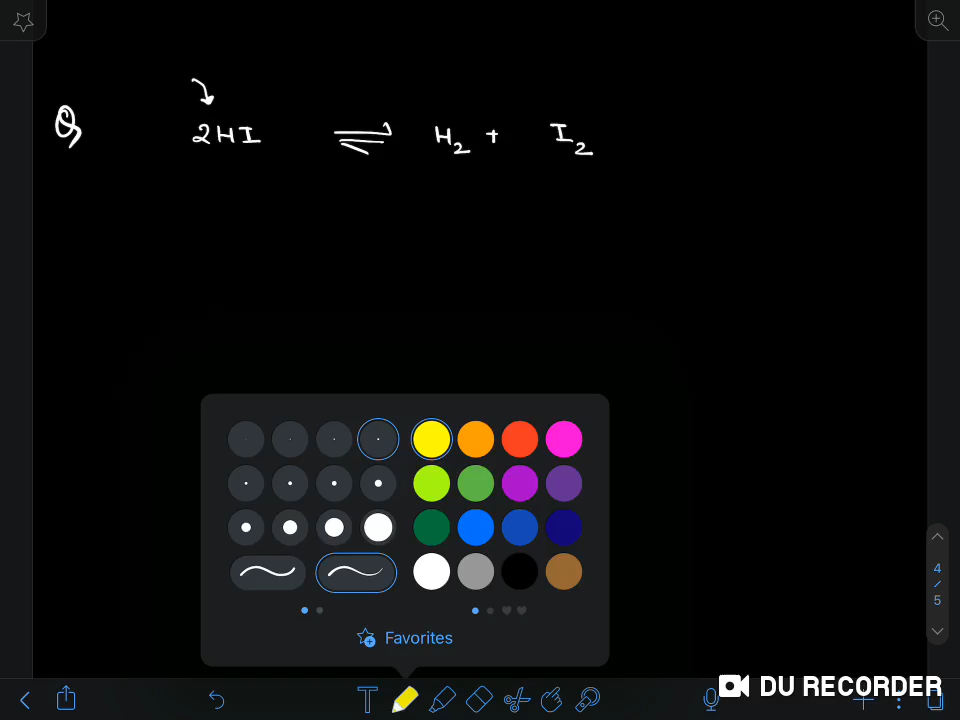 Q 2HI ⇌ H₂ + I₂
Favorites
4
/
5
T
DU RECORDER